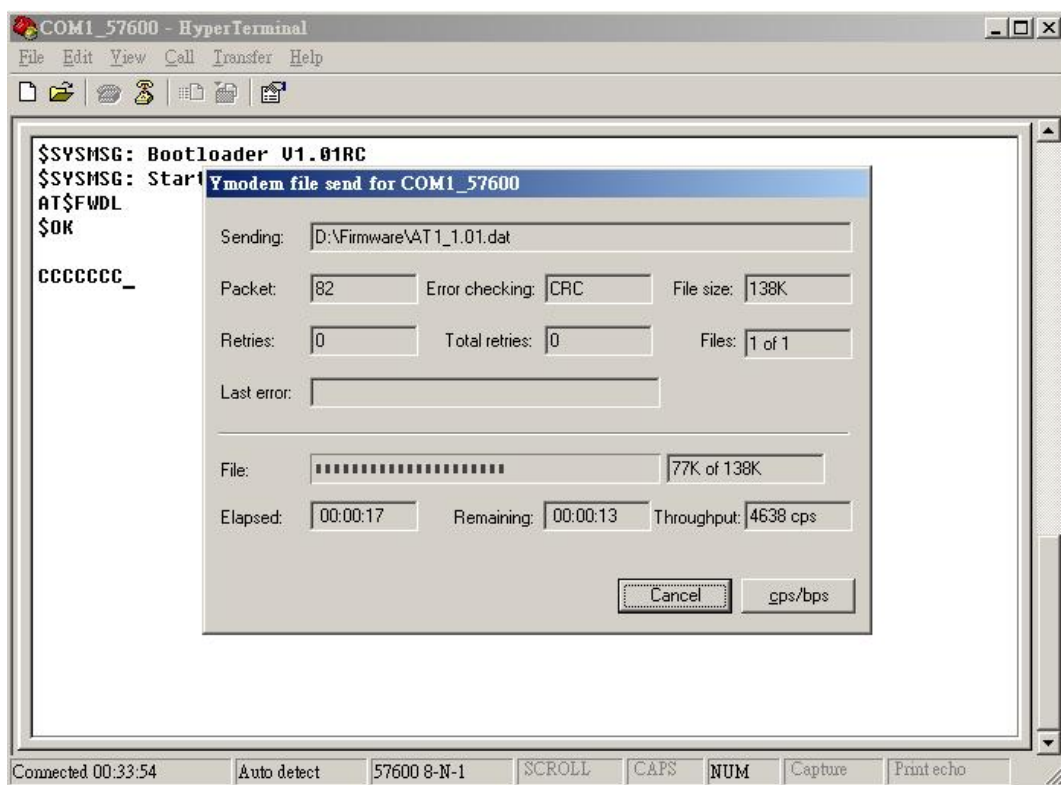 COM1_57600 - HyperTerminal
File Edit View Call Transfer Help
$SYSMSG: Bootloader V1.01RC
$SYSMSG: Start
AT$FWDL
$OK
CCCCCCC_
Ymodem file send for COM1_57600
Sending: D:\Firmware\AT1_1.01.dat
Packet: 82 Error checking: CRC File size: 138K
Retries: 0 Total retries: 0 Files: 1 of 1
Last error:
File: 77K of 138K
Elapsed: 00:00:17 Remaining: 00:00:13 Throughput: 4638 cps
Cancel cps/bps
Connected 00:33:54 Auto detect 57600 8-N-1 SCROLL CAPS NUM Capture Print echo